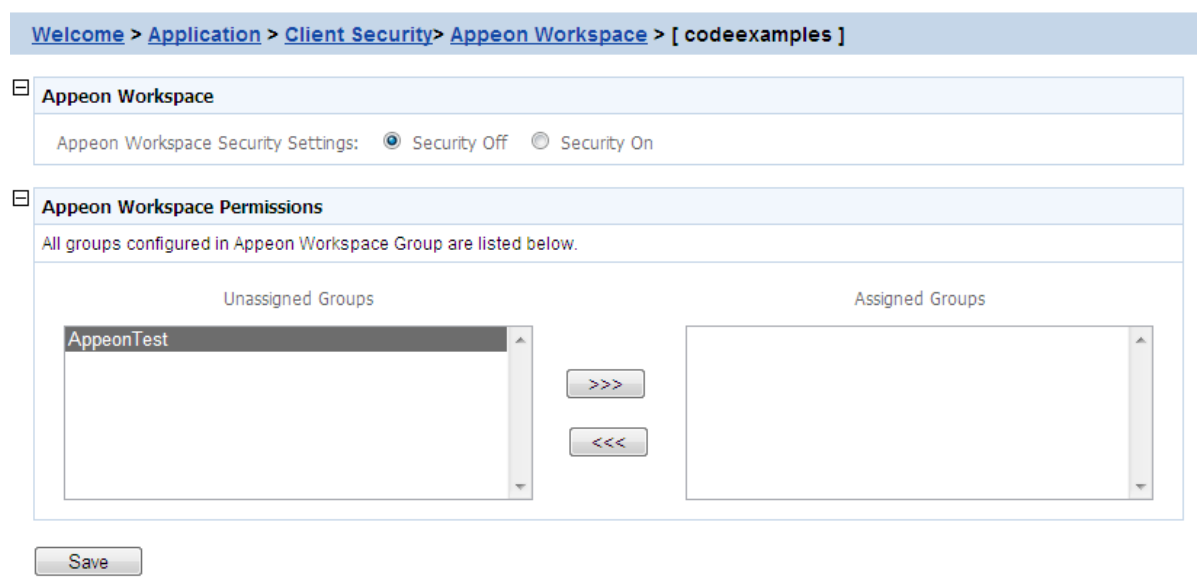 Welcome > Application > Client Security> Appeon Workspace > [ codeexamples ]
Appeon Workspace
Appeon Workspace Security Settings: Security Off Security On
Appeon Workspace Permissions
All groups configured in Appeon Workspace Group are listed below.
Unassigned Groups Assigned Groups
AppeonTest
>>>
<<<
Save